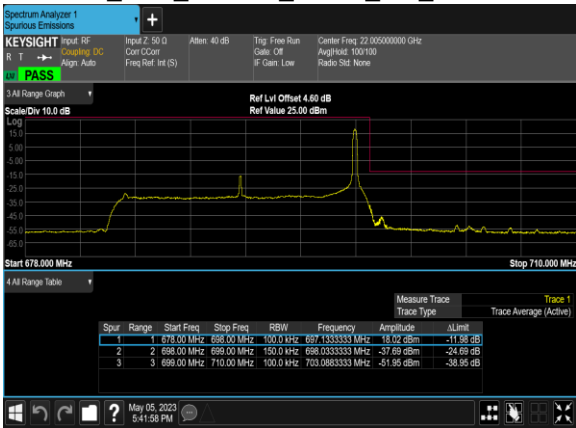 Spectrum Analyzer 1
Spurious Emissions
+
KEYSIGHT Input: RF Input Z: 50 Ω Atten: 40 dB Trig: Free Run Center Freq: 22.005000000 GHz
R T Coupling: DC Corr CCorr Gate: Off Avg|Hold: 100/100
Align: Auto Freq Ref: Int (S) IF Gain: Low Radio Std: None
PASS
3 All Range Graph
Ref Lvl Offset 4.60 dB
Scale/Div 10.0 dB Ref Value 25.00 dBm
Log
15.0
5.00
-5.00
-15.0
-25.0
-35.0
-45.0
-55.0
-65.0
Start 678.000 MHz Stop 710.000 MHz
4 All Range Table
Measure Trace Trace 1
Trace Type Trace Average (Active)
Spur Range Start Freq Stop Freq RBW Frequency Amplitude ΔLimit
1 1 678.00 MHz 698.00 MHz 100.0 kHz 697.1333333 MHz 18.02 dBm -11.98 dB
2 2 698.00 MHz 699.00 MHz 150.0 kHz 698.0333333 MHz -37.69 dBm -24.69 dB
3 3 699.00 MHz 710.00 MHz 100.0 kHz 703.0883333 MHz -51.95 dBm -38.95 dB
? May 05, 2023
5:41:58 PM